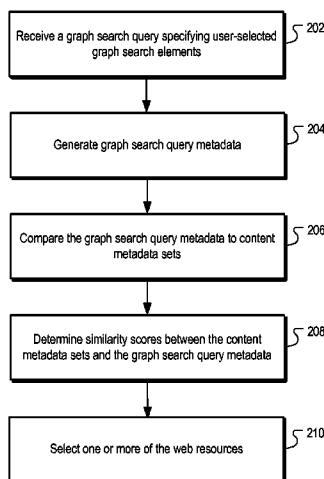 Receive a graph search query specifying user-selected
graph search elements
202
Generate graph search query metadata
204
Compare the graph search query metadata to content
metadata sets
206
Determine similarity scores between the content
metadata sets and the graph search query metadata
208
Select one or more of the web resources
210